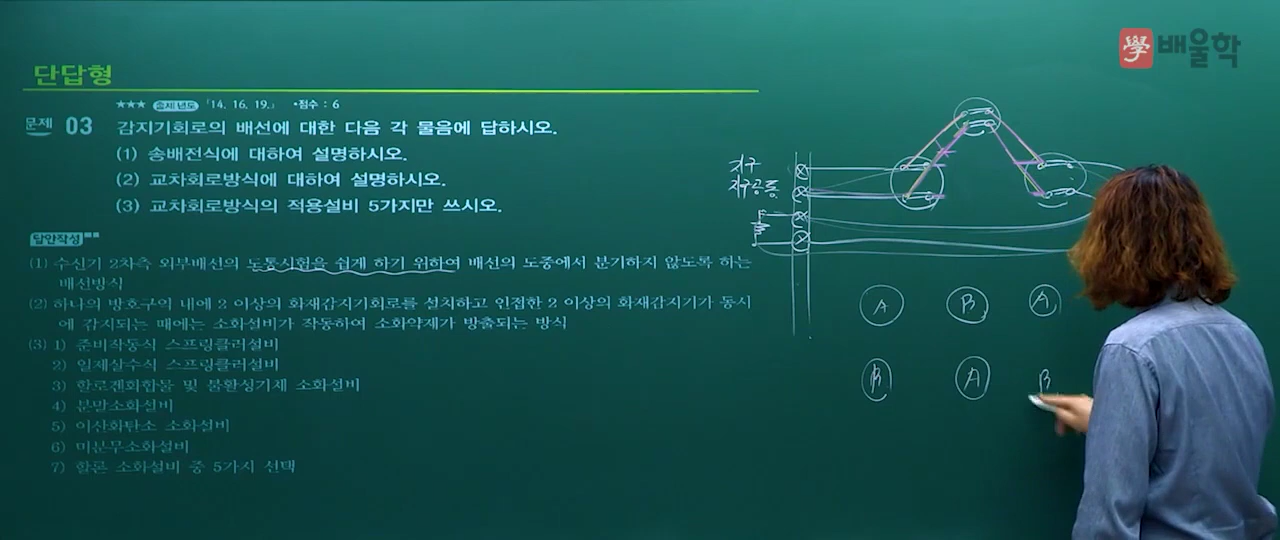 學 배울학
단답형
★★★ 출제년도 「14. 16. 19.」 •점수 : 6
문제 03 감지기회로의 배선에 대한 다음 각 물음에 답하시오.
(1) 송배전식에 대하여 설명하시오.
(2) 교차회로방식에 대하여 설명하시오.
(3) 교차회로방식의 적용설비 5가지만 쓰시오.
답안작성
(1) 수신기 2차측 외부배선의 도통시험을 쉽게 하기 위하여 배선의 도중에서 분기하지 않도록 하는
배선방식
(2) 하나의 방호구역 내에 2 이상의 화재감지기회로를 설치하고 인접한 2 이상의 화재감지기가 동시
에 감지되는 때에는 소화설비가 작동하여 소화약제가 방출되는 방식
(3) 1) 준비작동식 스프링클러설비
2) 일제살수식 스프링클러설비
3) 할로겐화합물 및 불활성기체 소화설비
4) 분말소화설비
5) 이산화탄소 소화설비
6) 미분무소화설비
7) 할론 소화설비 중 5가지 선택
지구
지구공통
A B A
B A B